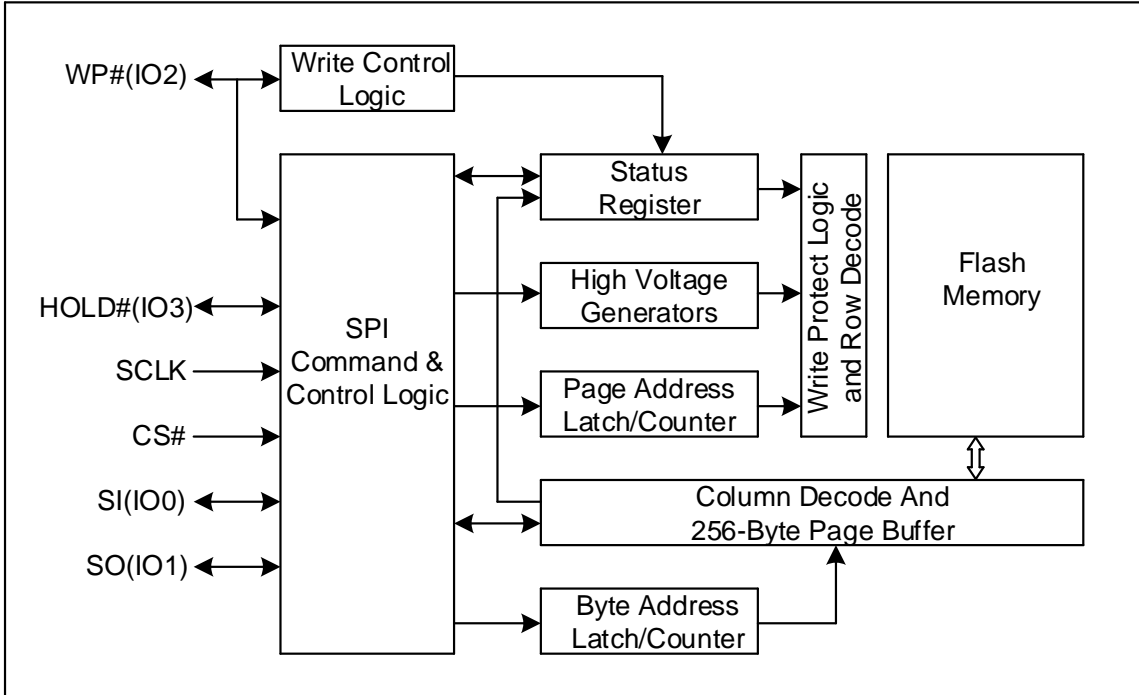 WP#(IO2)
Write Control
Logic
HOLD#(IO3)
SCLK
CS#
SI(IO0)
SO(IO1)
SPI
Command &
Control Logic
Status
Register
High Voltage
Generators
Page Address
Latch/Counter
Write Protect Logic
and Row Decode
Flash
Memory
Column Decode And
256-Byte Page Buffer
Byte Address
Latch/Counter